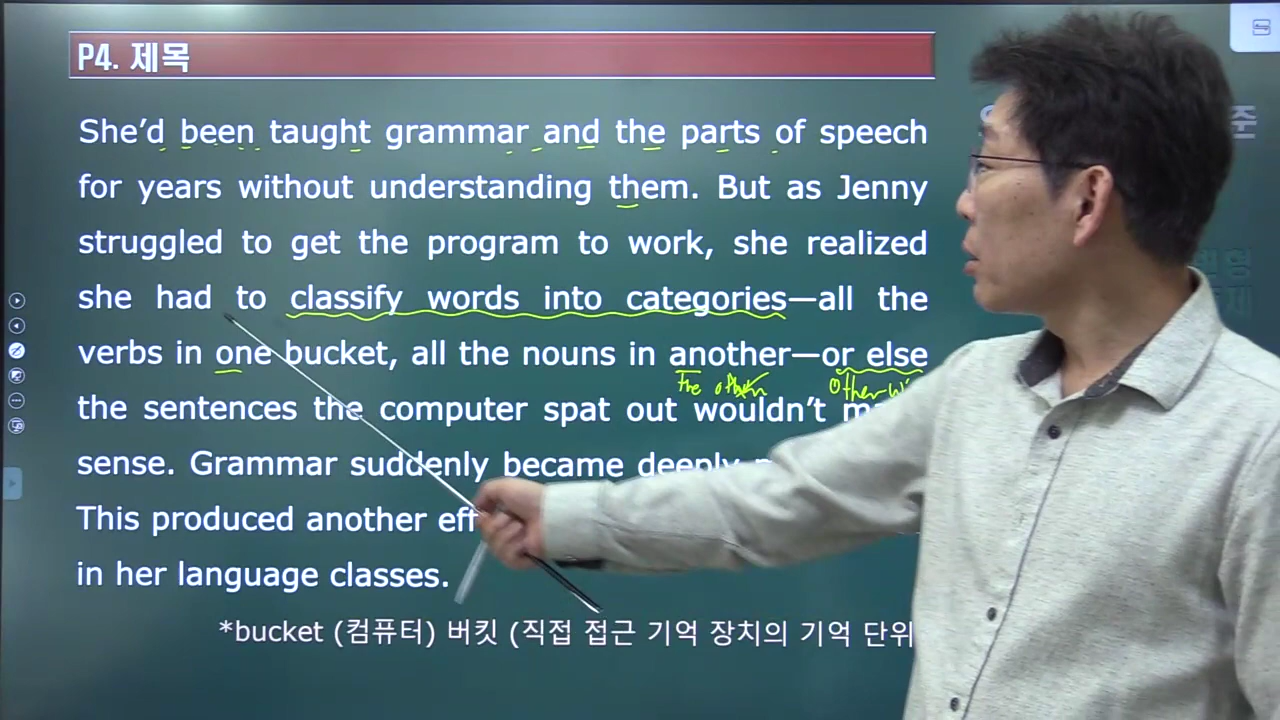 P4. 제목
She’d been taught grammar and the parts of speech
for years without understanding them. But as Jenny
struggled to get the program to work, she realized
she had to classify words into categories—all the
verbs in one bucket, all the nouns in another—or else
the other
the sentences the computer spat out wouldn’t
sense. Grammar suddenly became deeply
This produced another
in her language classes.
*bucket (컴퓨터) 버킷 (직접 접근 기억 장치의 기억 단위
준